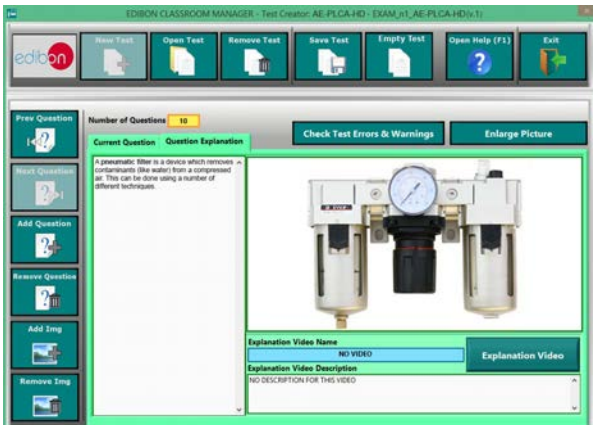 EDIBON CLASSROOM MANAGER - Test Creator: AE-PLCA-HD - EXAM_n1_AE-PLCA-HD(v.1)
edibon
New Test
Open Test
Remove Test
Save Test
Empty Test
Open Help (F1)
Exit
Prev Question
Number of Questions 10
Check Test Errors & Warnings
Enlarge Picture
Current Question
Question Explanation
A pneumatic filter is a device which removes
contaminants (like water) from a compressed
air. This can be done using a number of
different techniques.
Next Question
Add Question
Remove Question
Add Img
Remove Img
Explanation Video Name
NO VIDEO
Explanation Video
Explanation Video Description
NO DESCRIPTION FOR THIS VIDEO